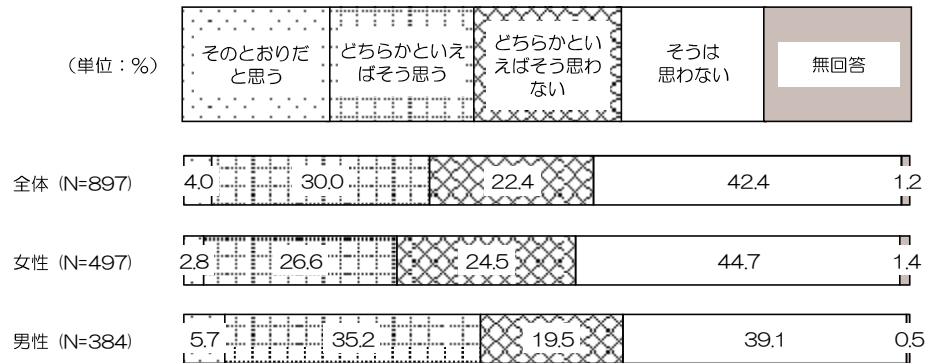 (単位：%)
そのとおりだ
と思う
どちらかといえ
ばそう思う
どちらかとい
えばそう思わ
ない
そうは
思わない
無回答
全体 (N=897) 4.0 30.0 22.4 42.4 1.2
女性 (N=497) 2.8 26.6 24.5 44.7 1.4
男性 (N=384) 5.7 35.2 19.5 39.1 0.5